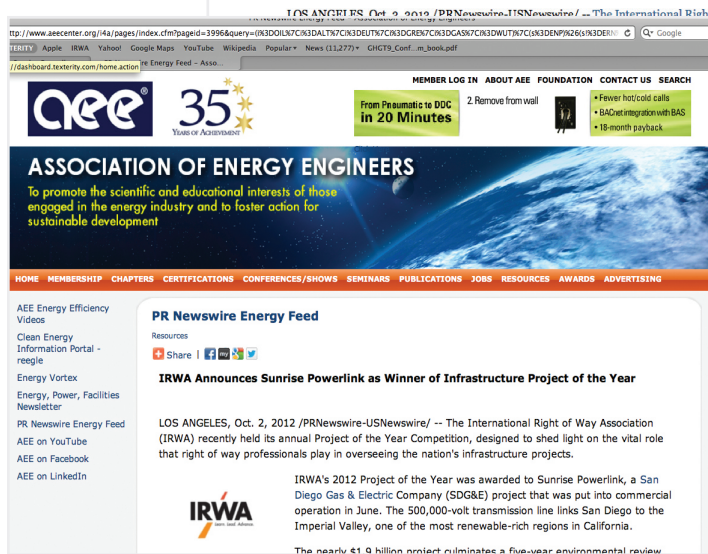 LOS ANGELES, Oct. 2, 2012 /PRNewswire-USNewswire/ -- The International Righ
PR Newswire Energy Feed - Association of Energy Engineers
ttp://www.aeecenter.org/i4a/pages/index.cfm?pageid=3996&query=(i%3DOIL%7Ci%3DALT%7Ci%3DEUT%7Ci%3DGRE%7Ci%3DGAS%7Ci%3DWUT)%7C(s%3DENP)%26(s!%3DERN Google
TERITY Apple IRWA Yahoo! Google Maps YouTube Wikipedia Popular News (11,277) GHGT9_Conf...m_book.pdf
//dashboard.texterity.com/home.action
ire Energy Feed – Asso...
MEMBER LOG IN ABOUT AEE FOUNDATION CONTACT US SEARCH
aee
35
YEARS OF ACHIEVEMENT
From Pneumatic to DDC
in 20 Minutes
2. Remove from wall
• Fewer hot/cold calls
• BACnet integration with BAS
• 18-month payback
ASSOCIATION OF ENERGY ENGINEERS
To promote the scientific and educational interests of those
engaged in the energy industry and to foster action for
sustainable development
HOME MEMBERSHIP CHAPTERS CERTIFICATIONS CONFERENCES/SHOWS SEMINARS PUBLICATIONS JOBS RESOURCES AWARDS ADVERTISING
AEE Energy Efficiency
Videos
Clean Energy
Information Portal -
reegle
Energy Vortex
Energy, Power, Facilities
Newsletter
PR Newswire Energy Feed
AEE on YouTube
AEE on Facebook
AEE on LinkedIn
PR Newswire Energy Feed
Resources
Share |
IRWA Announces Sunrise Powerlink as Winner of Infrastructure Project of the Year
LOS ANGELES, Oct. 2, 2012 /PRNewswire-USNewswire/ -- The International Right of Way Association
(IRWA) recently held its annual Project of the Year Competition, designed to shed light on the vital role
that right of way professionals play in overseeing the nation's infrastructure projects.
IRWA
Learn. Lead. Advance.
IRWA's 2012 Project of the Year was awarded to Sunrise Powerlink, a San
Diego Gas & Electric Company (SDG&E) project that was put into commercial
operation in June. The 500,000-volt transmission line links San Diego to the
Imperial Valley, one of the most renewable-rich regions in California.
The nearly $1.9 billion project culminates a five-year environmental review